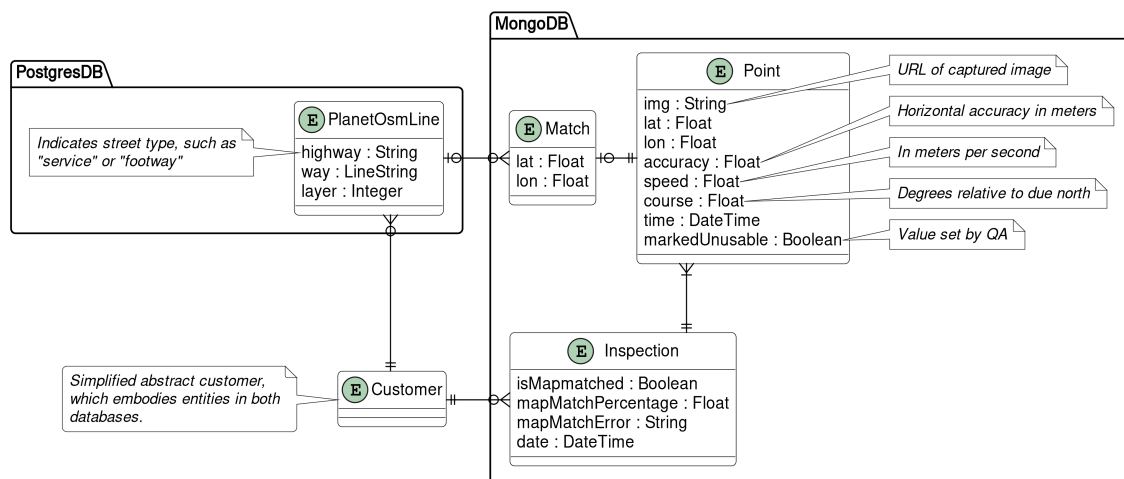 MongoDB
PostgresDB
E Point
img : String
lat : Float
lon : Float
accuracy : Float
speed : Float
course : Float
time : DateTime
markedUnusable : Boolean
URL of captured image
Horizontal accuracy in meters
In meters per second
Degrees relative to due north
Value set by QA
E PlanetOsmLine
highway : String
way : LineString
layer : Integer
Indicates street type, such as
"service" or "footway"
E Match
lat : Float
lon : Float
E Inspection
isMapmatched : Boolean
mapMatchPercentage : Float
mapMatchError : String
date : DateTime
Simplified abstract customer,
which embodies entities in both
databases.
E Customer